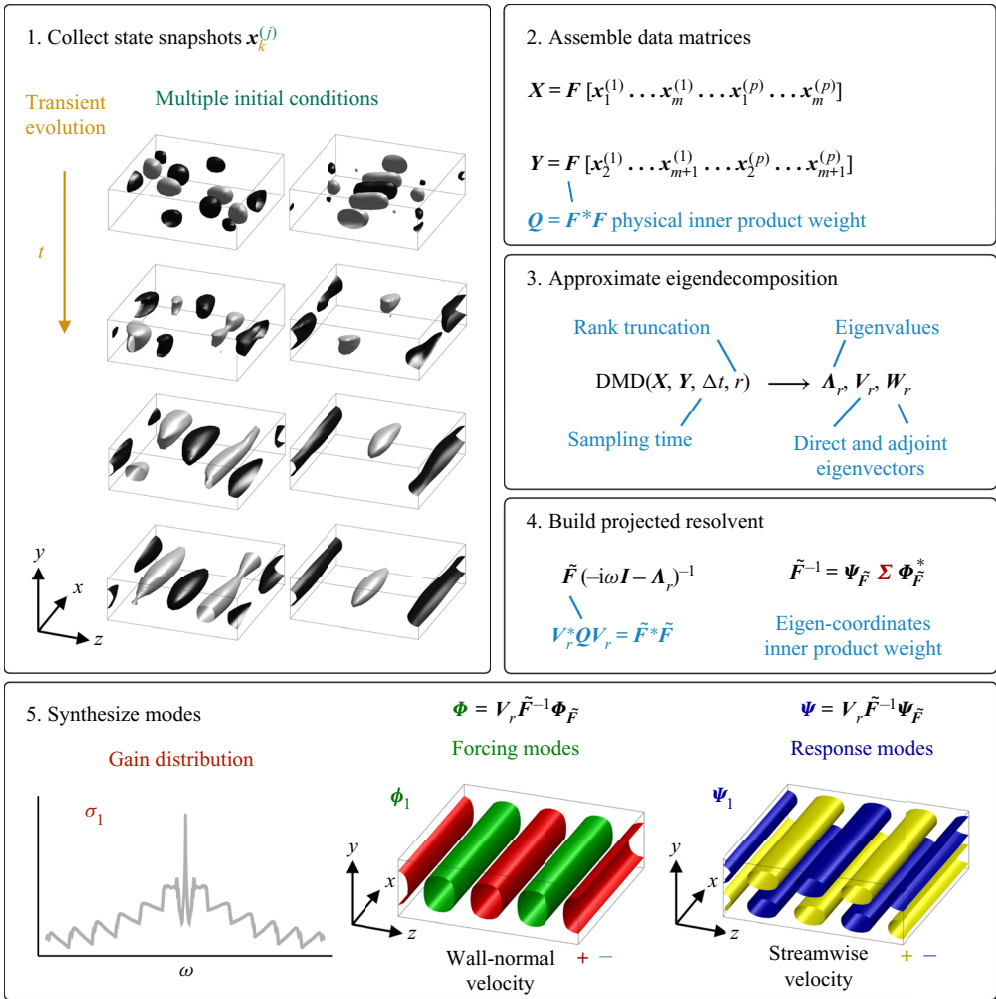 1. Collect state snapshots x_k^{(j)}
Transient
evolution
Multiple initial conditions
t
y
x
z
2. Assemble data matrices
X = F [x_1^{(1)} . . . x_m^{(1)} . . . x_1^{(p)} . . . x_m^{(p)}]
Y = F [x_2^{(1)} . . . x_{m+1}^{(1)} . . . x_2^{(p)} . . . x_{m+1}^{(p)}]
Q = F*F physical inner product weight
3. Approximate eigendecomposition
Rank truncation
Eigenvalues
DMD(X, Y, Δt, r) ⟶ Λ_r, V_r, W_r
Sampling time
Direct and adjoint
eigenvectors
4. Build projected resolvent
F̃ (−iωI − Λ_r)^{−1}
F̃^{−1} = Ψ_F̃ Σ Φ_F̃^*
V_r^*QV_r = F̃*F̃
Eigen-coordinates
inner product weight
5. Synthesize modes
Gain distribution
σ_1
ω
Φ = V_r F̃^{−1}Φ_F̃
Forcing modes
ϕ_1
y
x
z
Wall-normal
velocity
+ −
Ψ = V_r F̃^{−1}Ψ_F̃
Response modes
Ψ_1
y
x
z
Streamwise
velocity
+ −